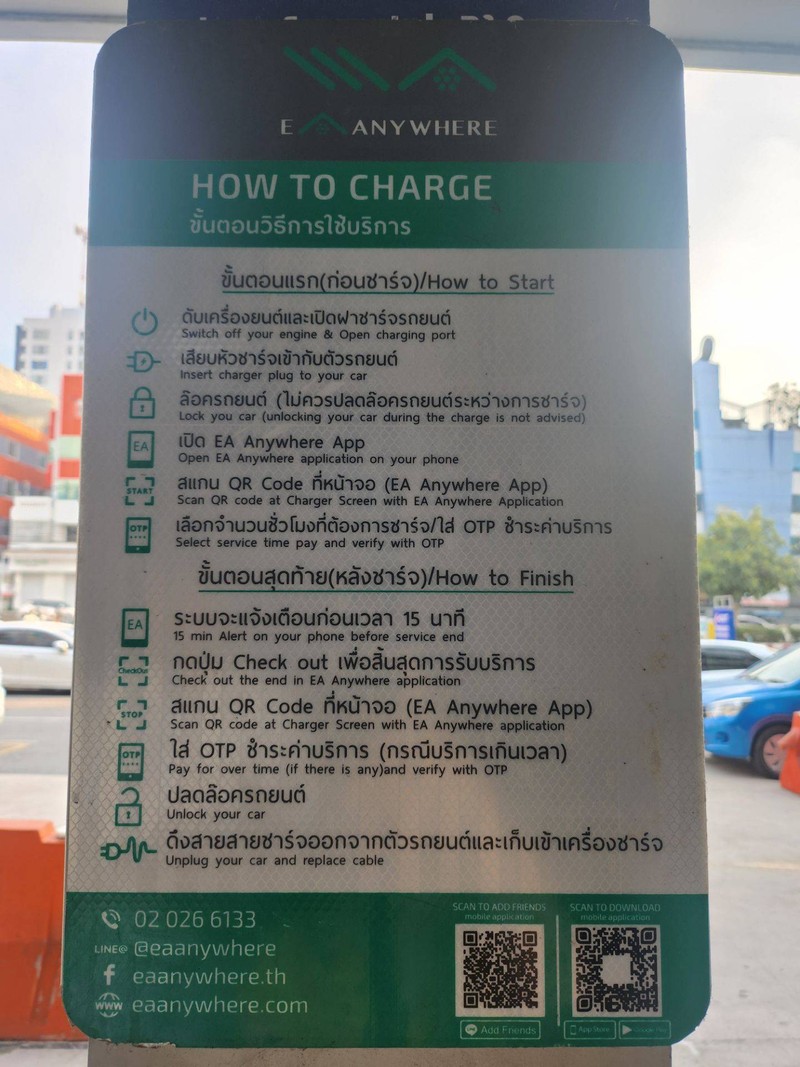 E ANYWHERE
HOW TO CHARGE
ขั้นตอนวิธีการใช้บริการ
ขั้นตอนแรก(ก่อนชาร์จ)/How to Start
ดับเครื่องยนต์และเปิดฝาชาร์จรถยนต์
Switch off your engine & Open charging port
เสียบหัวชาร์จเข้ากับตัวรถยนต์
Insert charger plug to your car
ล๊อครถยนต์ (ไม่ควรปลดล๊อครถยนต์ระหว่างการชาร์จ)
Lock you car (unlocking your car during the charge is not advised)
EA
เปิด EA Anywhere App
Open EA Anywhere application on your phone
START
สแกน QR Code ที่หน้าจอ (EA Anywhere App)
Scan QR code at Charger Screen with EA Anywhere Application
OTP
เลือกจำนวนชั่วโมงที่ต้องการชาร์จ/ใส่ OTP ชำระค่าบริการ
Select service time pay and verify with OTP
ขั้นตอนสุดท้าย(หลังชาร์จ)/How to Finish
EA
ระบบจะแจ้งเตือนก่อนเวลา 15 นาที
15 min Alert on your phone before service end
CheckOut
กดปุ่ม Check out เพื่อสิ้นสุดการรับบริการ
Check out the end in EA Anywhere application
STOP
สแกน QR Code ที่หน้าจอ (EA Anywhere App)
Scan QR code at Charger Screen with EA Anywhere application
OTP
ใส่ OTP ชำระค่าบริการ (กรณีบริการเกินเวลา)
Pay for over time (if there is any)and verify with OTP
ปลดล๊อครถยนต์
Unlock your car
ดึงสายสายชาร์จออกจากตัวรถยนต์และเก็บเข้าเครื่องชาร์จ
Unplug your car and replace cable
02 026 6133
LINE@ @eaanywhere
f eaanywhere.th
www eaanywhere.com
SCAN TO ADD FRIENDS
mobile application
Add Friends
SCAN TO DOWNLOAD
mobile application
App Store
Google Play